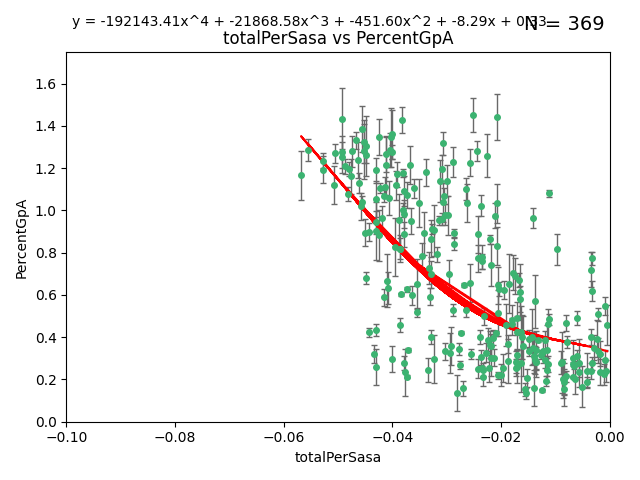 y = -192143.41x^4 + -21868.58x^3 + -451.60x^2 + -8.29x + 0.33
N = 369
totalPerSasa vs PercentGpA
PercentGpA
1.6
1.4
1.2
1.0
0.8
0.6
0.4
0.2
0.0
−0.10 −0.08 −0.06 −0.04 −0.02 0.00
totalPerSasa